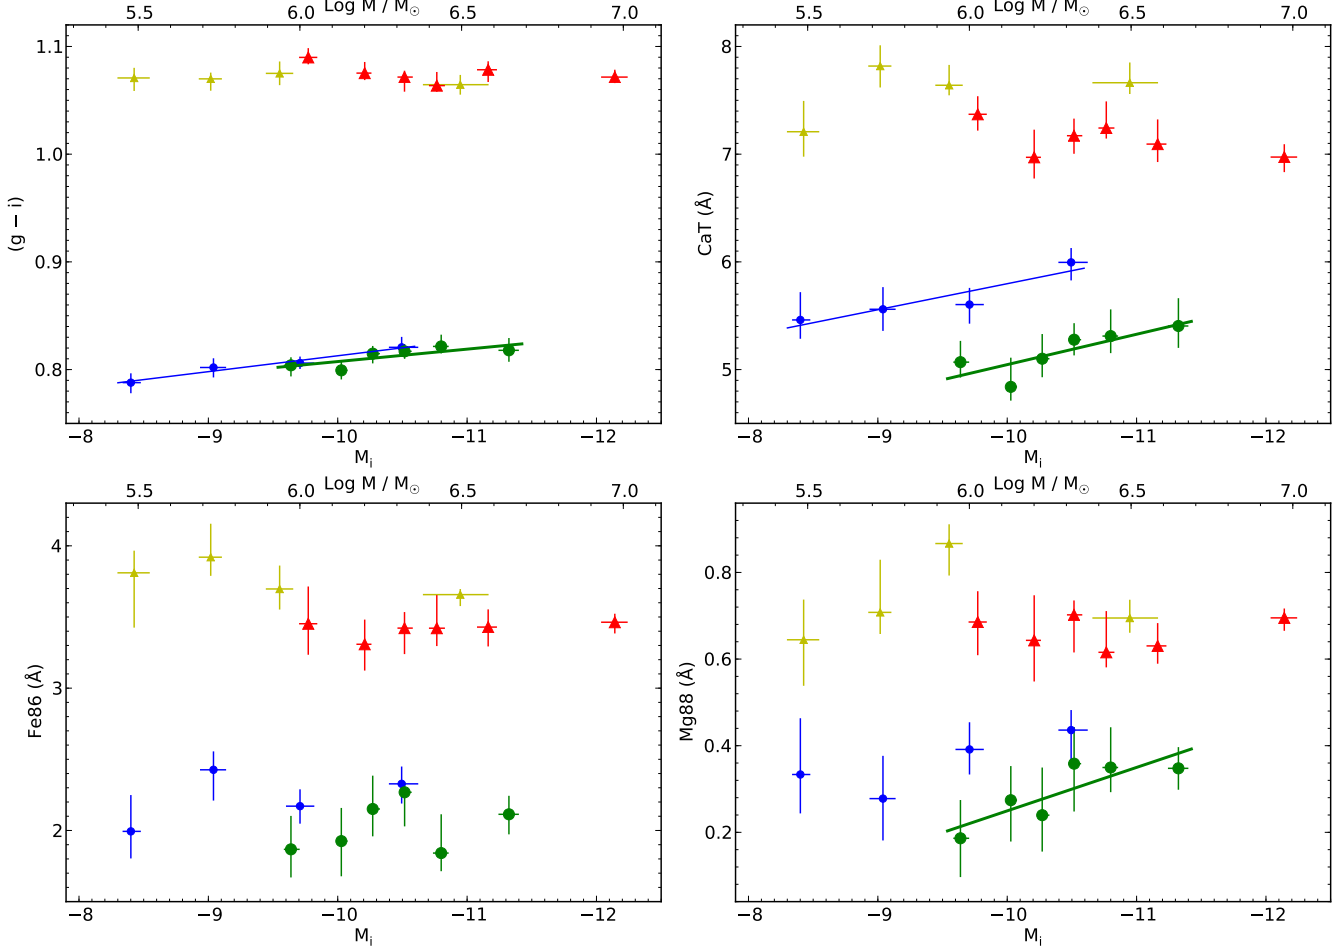 Log M / M☉
5.5 6.0 6.5 7.0
1.1
1.0
0.9
0.8
(g − i)
−8 −9 −10 −11 −12
M_i
Log M / M☉
5.5 6.0 6.5 7.0
8
7
6
5
CaT (Å)
−8 −9 −10 −11 −12
M_i
Log M / M☉
5.5 6.0 6.5 7.0
4
3
2
Fe86 (Å)
−8 −9 −10 −11 −12
M_i
Log M / M☉
5.5 6.0 6.5 7.0
0.8
0.6
0.4
0.2
Mg88 (Å)
−8 −9 −10 −11 −12
M_i